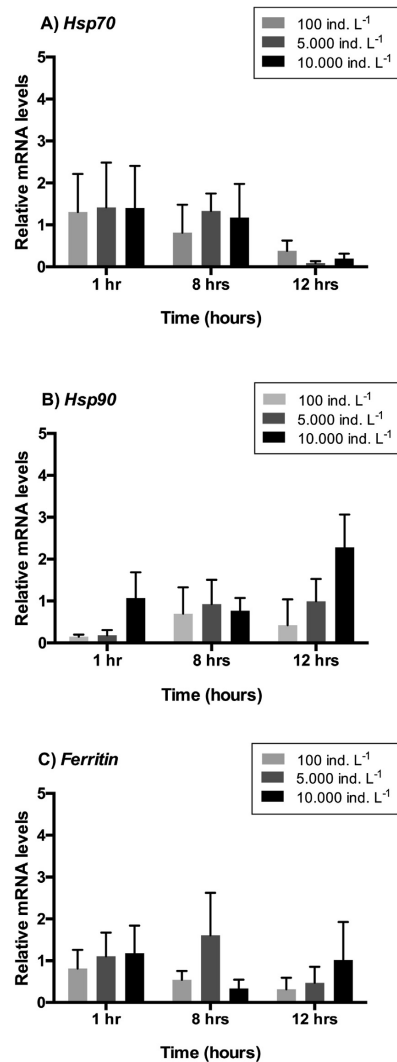 A) Hsp70
100 ind. L-1
5.000 ind. L-1
10.000 ind. L-1
Relative mRNA levels
5
4
3
2
1
0
1 hr 8 hrs 12 hrs
Time (hours)
B) Hsp90
100 ind. L-1
5.000 ind. L-1
10.000 ind. L-1
Relative mRNA levels
5
4
3
2
1
0
1 hr 8 hrs 12 hrs
Time (hours)
C) Ferritin
100 ind. L-1
5.000 ind. L-1
10.000 ind. L-1
Relative mRNA levels
5
4
3
2
1
0
1 hr 8 hrs 12 hrs
Time (hours)